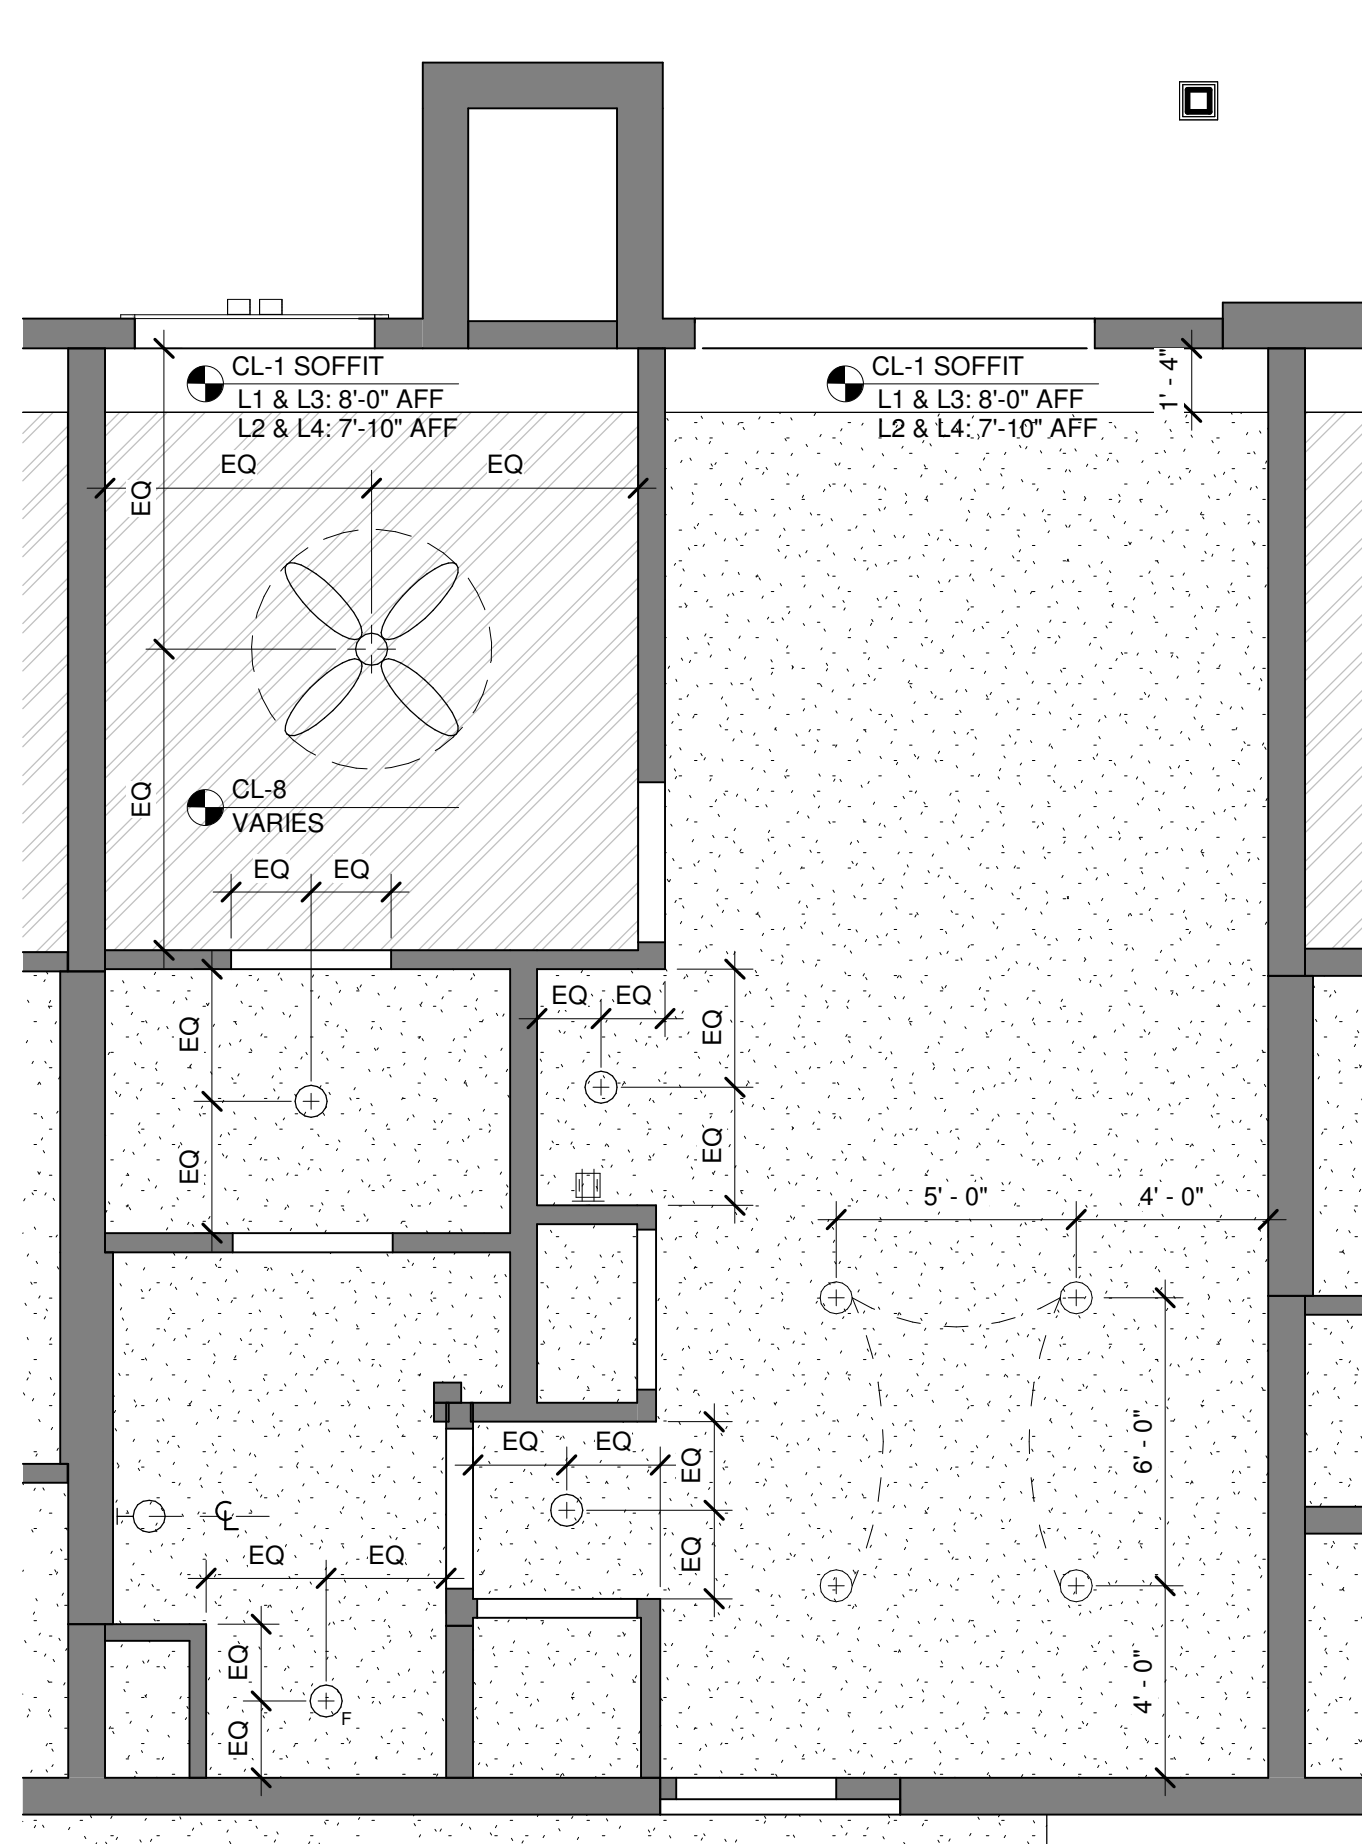 CL-1 SOFFIT
L1 & L3: 8'-0" AFF
L2 & L4: 7'-10" AFF
CL-1 SOFFIT
L1 & L3: 8'-0" AFF
L2 & L4: 7'-10" AFF
1' - 4"
EQ
EQ
EQ
EQ
CL-8
VARIES
EQ
EQ
EQ
EQ
EQ
EQ
EQ
EQ
5' - 0"
4' - 0"
EQ
EQ
EQ
EQ
6' - 0"
CL
EQ
EQ
EQ
EQ
F
4' - 0"